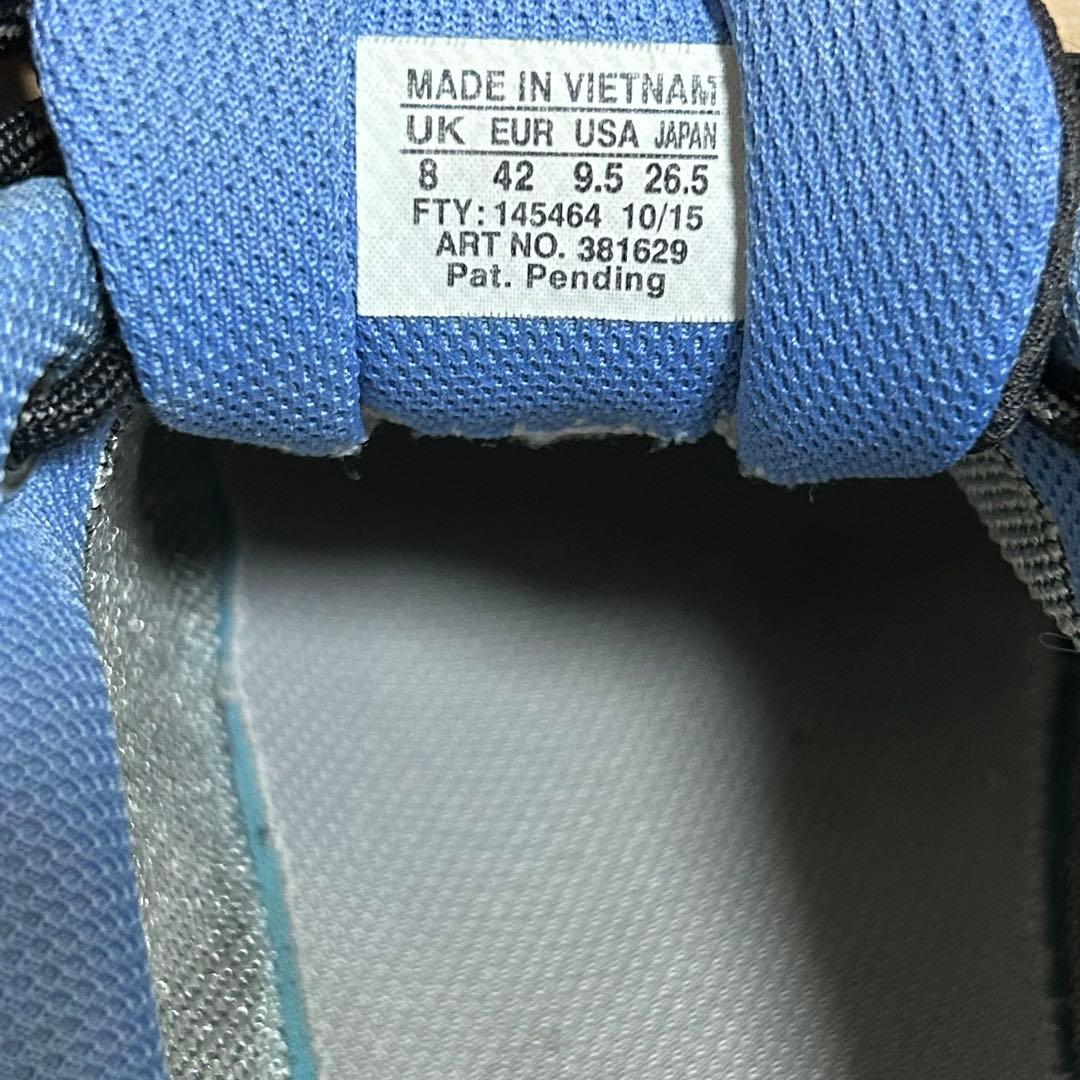 MADE IN VIETNAM
UK EUR USA JAPAN
8 42 9.5 26.5
FTY: 145464 10/15
ART NO. 381629
Pat. Pending